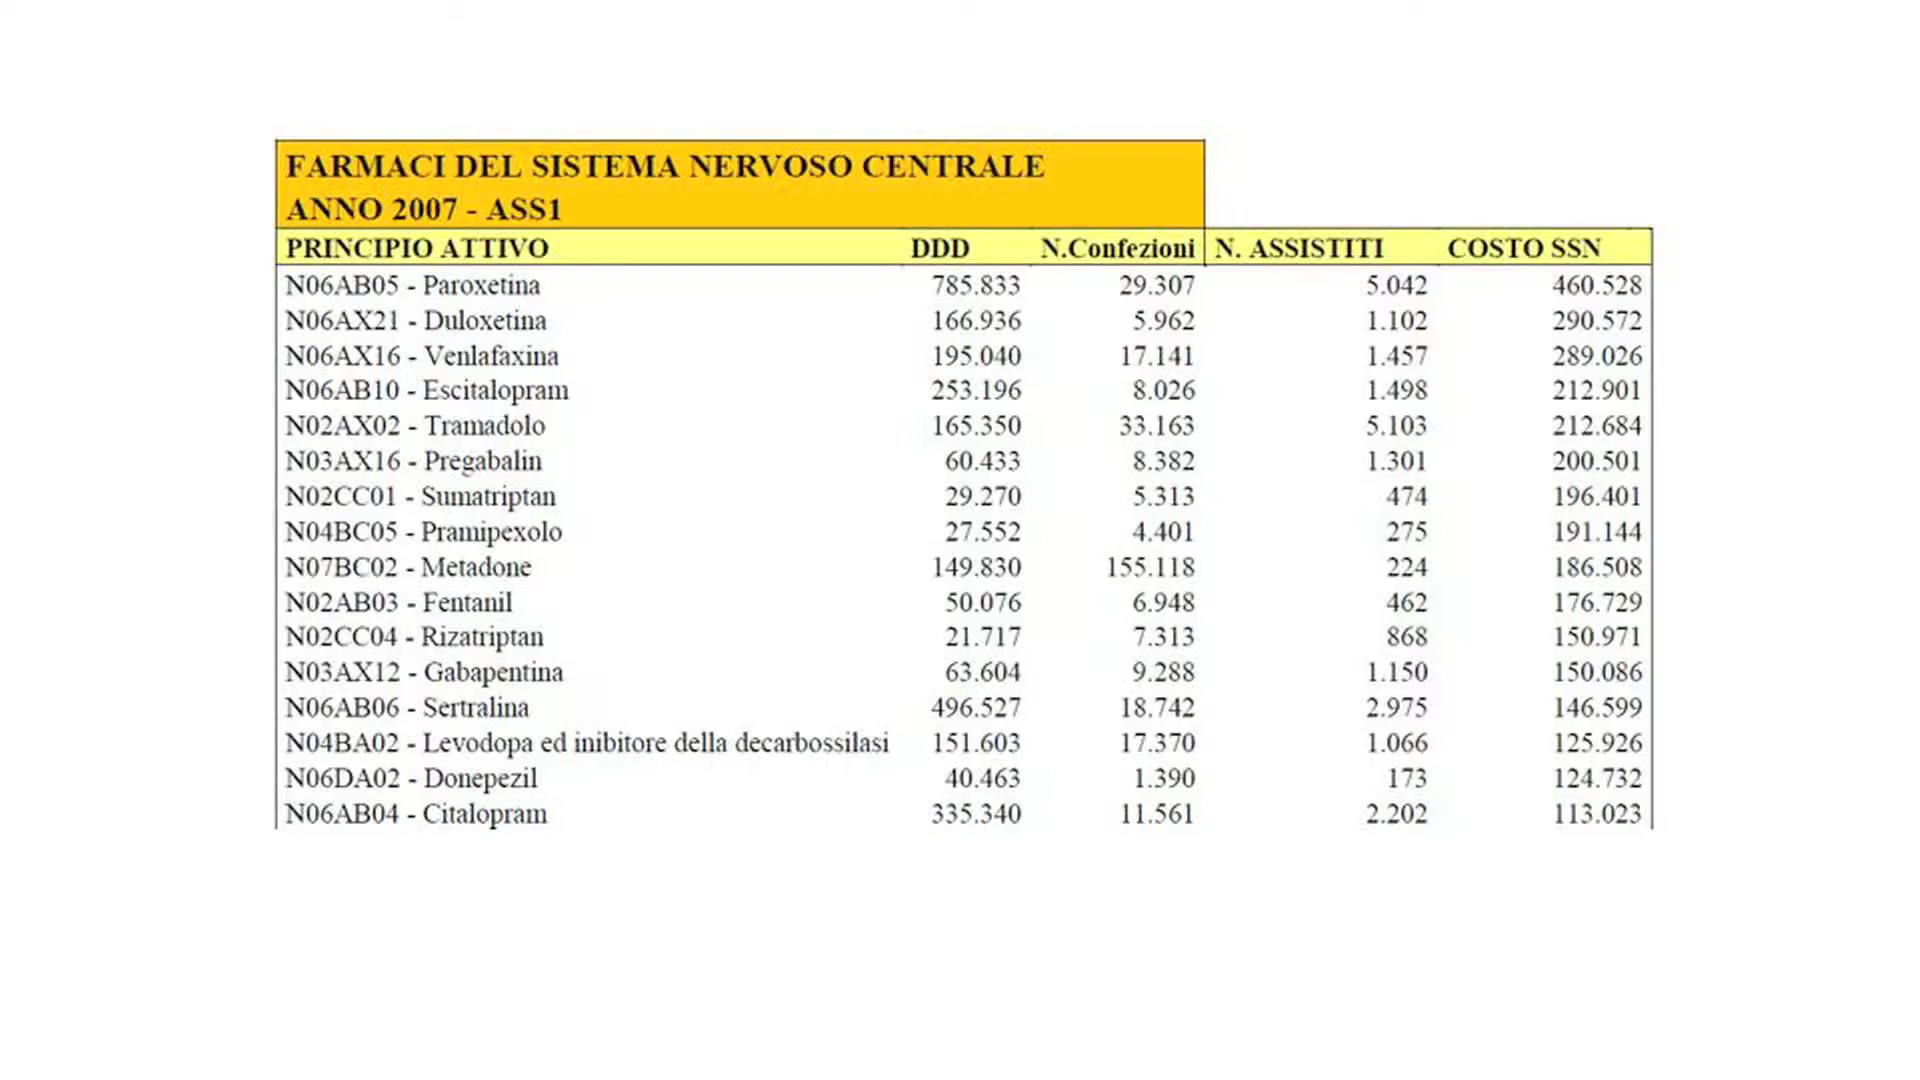 FARMACI DEL SISTEMA NERVOSO CENTRALE
ANNO 2007 - ASS1
PRINCIPIO ATTIVO DDD N.Confezioni N. ASSISTITI COSTO SSN
N06AB05 - Paroxetina 785.833 29.307 5.042 460.528
N06AX21 - Duloxetina 166.936 5.962 1.102 290.572
N06AX16 - Venlafaxina 195.040 17.141 1.457 289.026
N06AB10 - Escitalopram 253.196 8.026 1.498 212.901
N02AX02 - Tramadolo 165.350 33.163 5.103 212.684
N03AX16 - Pregabalin 60.433 8.382 1.301 200.501
N02CC01 - Sumatriptan 29.270 5.313 474 196.401
N04BC05 - Pramipexolo 27.552 4.401 275 191.144
N07BC02 - Metadone 149.830 155.118 224 186.508
N02AB03 - Fentanil 50.076 6.948 462 176.729
N02CC04 - Rizatriptan 21.717 7.313 868 150.971
N03AX12 - Gabapentina 63.604 9.288 1.150 150.086
N06AB06 - Sertralina 496.527 18.742 2.975 146.599
N04BA02 - Levodopa ed inibitore della decarbossilasi 151.603 17.370 1.066 125.926
N06DA02 - Donepezil 40.463 1.390 173 124.732
N06AB04 - Citalopram 335.340 11.561 2.202 113.023